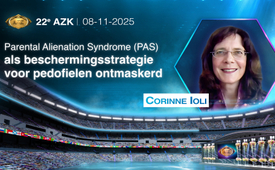 22e AZK | 08-11-2025
Parental Alienation Syndrome (PAS)
als beschermingsstrategie
voor pedofielen ontmaskerd
Corinne Ioli